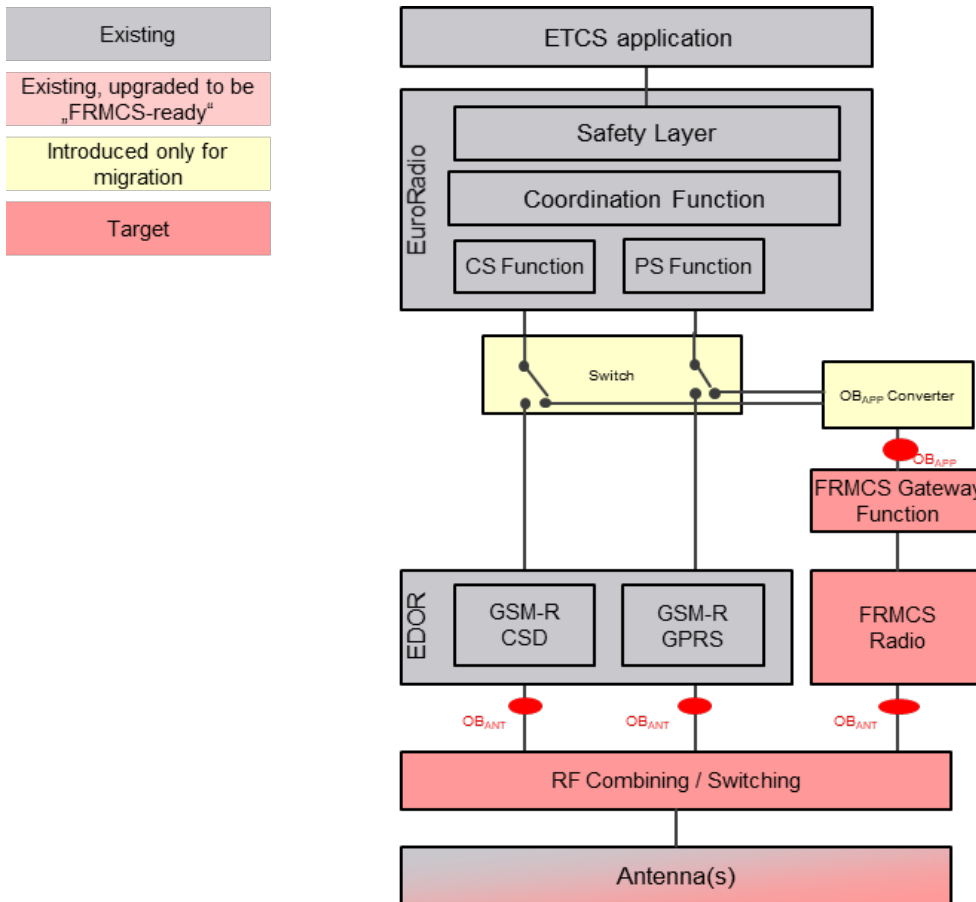 Existing
Existing, upgraded to be
„FRMCS-ready“
Introduced only for
migration
Target
ETCS application
EuroRadio
Safety Layer
Coordination Function
CS Function
PS Function
Switch
OBAPP Converter
OBAPP
FRMCS Gateway
Function
EDOR
GSM-R
CSD
GSM-R
GPRS
FRMCS
Radio
OBANT
OBANT
OBANT
RF Combining / Switching
Antenna(s)